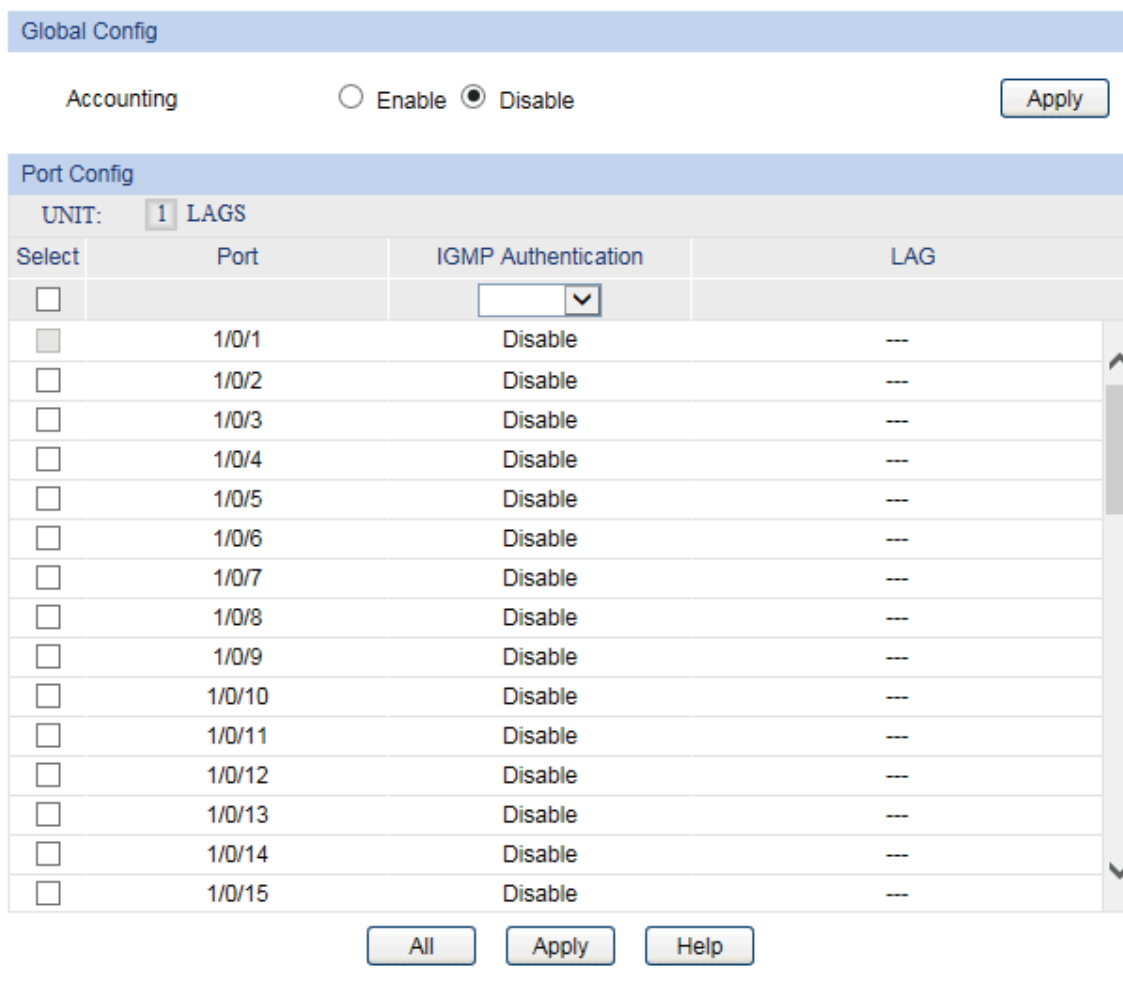 Global Config
Accounting Enable Disable Apply
Port Config
UNIT: 1 LAGS
Select Port IGMP Authentication LAG
1/0/1 Disable ---
1/0/2 Disable ---
1/0/3 Disable ---
1/0/4 Disable ---
1/0/5 Disable ---
1/0/6 Disable ---
1/0/7 Disable ---
1/0/8 Disable ---
1/0/9 Disable ---
1/0/10 Disable ---
1/0/11 Disable ---
1/0/12 Disable ---
1/0/13 Disable ---
1/0/14 Disable ---
1/0/15 Disable ---
All Apply Help